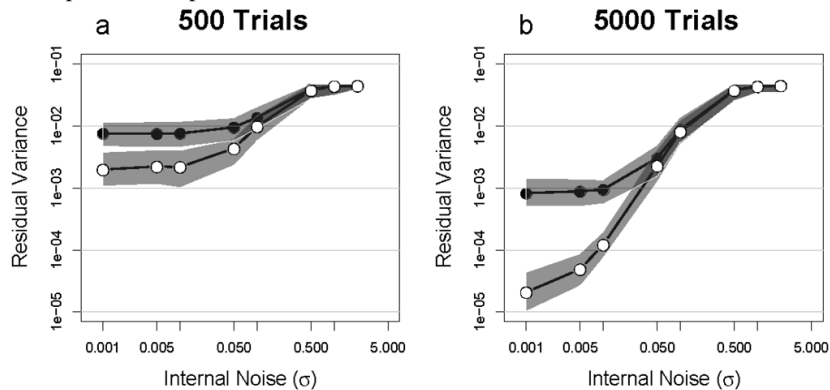 a 500 Trials
Residual Variance
1e-01
1e-02
1e-03
1e-04
1e-05
0.001 0.005 0.050 0.500 5.000
Internal Noise (σ)
b 5000 Trials
Residual Variance
1e-01
1e-02
1e-03
1e-04
1e-05
0.001 0.005 0.050 0.500 5.000
Internal Noise (σ)